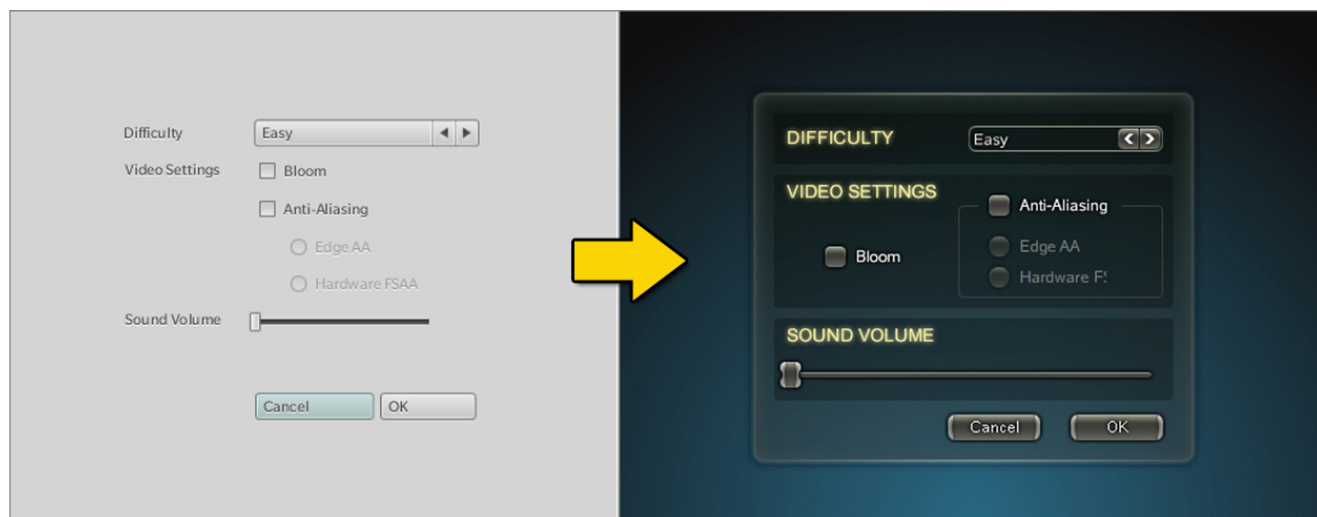 Difficulty Easy
Video Settings Bloom
Anti-Aliasing
Edge AA
Hardware FSAA
Sound Volume
Cancel OK
DIFFICULTY Easy
VIDEO SETTINGS
Anti-Aliasing
Bloom
Edge AA
Hardware F
SOUND VOLUME
Cancel OK